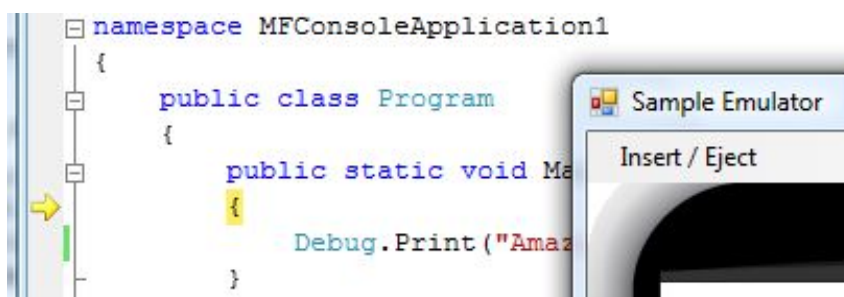 namespace MFConsoleApplication1
{
public class Program
{
public static void Ma
{
Debug.Print("Amaz
}
Sample Emulator
Insert / Eject